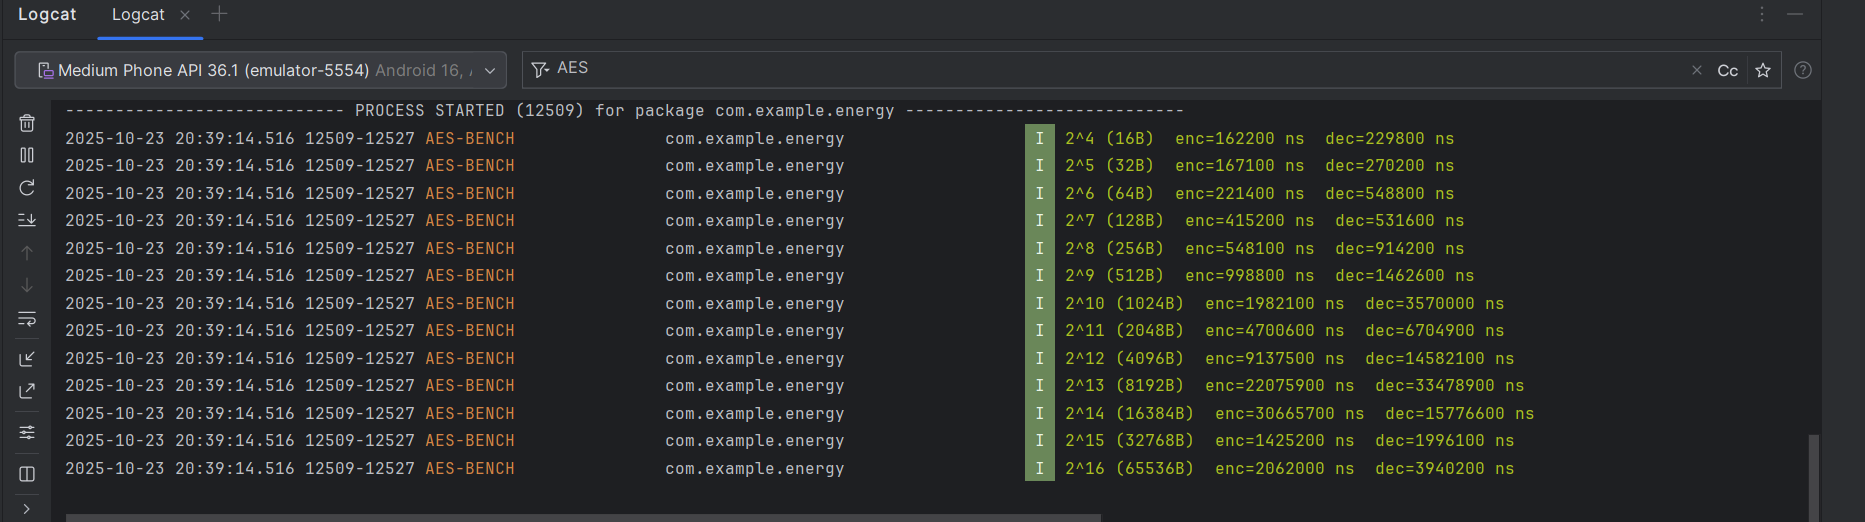 Logcat Logcat
Medium Phone API 36.1 (emulator-5554) Android 16, AES Cc
---------------------------- PROCESS STARTED (12509) for package com.example.energy ----------------------------
2025-10-23 20:39:14.516 12509-12527 AES-BENCH com.example.energy I 2^4 (16B) enc=162200 ns dec=229800 ns
2025-10-23 20:39:14.516 12509-12527 AES-BENCH com.example.energy I 2^5 (32B) enc=167100 ns dec=270200 ns
2025-10-23 20:39:14.516 12509-12527 AES-BENCH com.example.energy I 2^6 (64B) enc=221400 ns dec=548800 ns
2025-10-23 20:39:14.516 12509-12527 AES-BENCH com.example.energy I 2^7 (128B) enc=415200 ns dec=531600 ns
2025-10-23 20:39:14.516 12509-12527 AES-BENCH com.example.energy I 2^8 (256B) enc=548100 ns dec=914200 ns
2025-10-23 20:39:14.516 12509-12527 AES-BENCH com.example.energy I 2^9 (512B) enc=998800 ns dec=1462600 ns
2025-10-23 20:39:14.516 12509-12527 AES-BENCH com.example.energy I 2^10 (1024B) enc=1982100 ns dec=3570000 ns
2025-10-23 20:39:14.516 12509-12527 AES-BENCH com.example.energy I 2^11 (2048B) enc=4700600 ns dec=6704900 ns
2025-10-23 20:39:14.516 12509-12527 AES-BENCH com.example.energy I 2^12 (4096B) enc=9137500 ns dec=14582100 ns
2025-10-23 20:39:14.516 12509-12527 AES-BENCH com.example.energy I 2^13 (8192B) enc=22075900 ns dec=33478900 ns
2025-10-23 20:39:14.516 12509-12527 AES-BENCH com.example.energy I 2^14 (16384B) enc=30665700 ns dec=15776600 ns
2025-10-23 20:39:14.516 12509-12527 AES-BENCH com.example.energy I 2^15 (32768B) enc=1425200 ns dec=1996100 ns
2025-10-23 20:39:14.516 12509-12527 AES-BENCH com.example.energy I 2^16 (65536B) enc=2062000 ns dec=3940200 ns